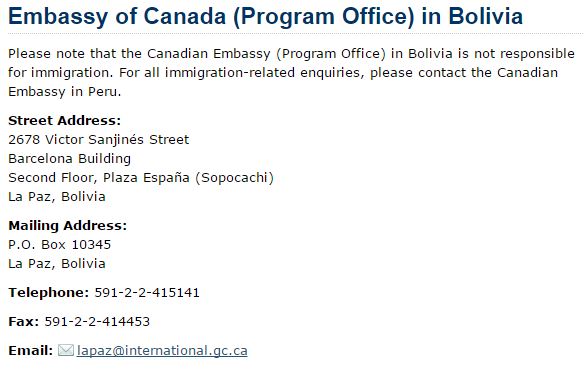 Embassy of Canada (Program Office) in Bolivia
Please note that the Canadian Embassy (Program Office) in Bolivia is not responsible
for immigration. For all immigration-related enquiries, please contact the Canadian
Embassy in Peru.
Street Address:
2678 Victor Sanjinés Street
Barcelona Building
Second Floor, Plaza España (Sopocachi)
La Paz, Bolivia
Mailing Address:
P.O. Box 10345
La Paz, Bolivia
Telephone: 591-2-2-415141
Fax: 591-2-2-414453
Email: lapaz@international.gc.ca